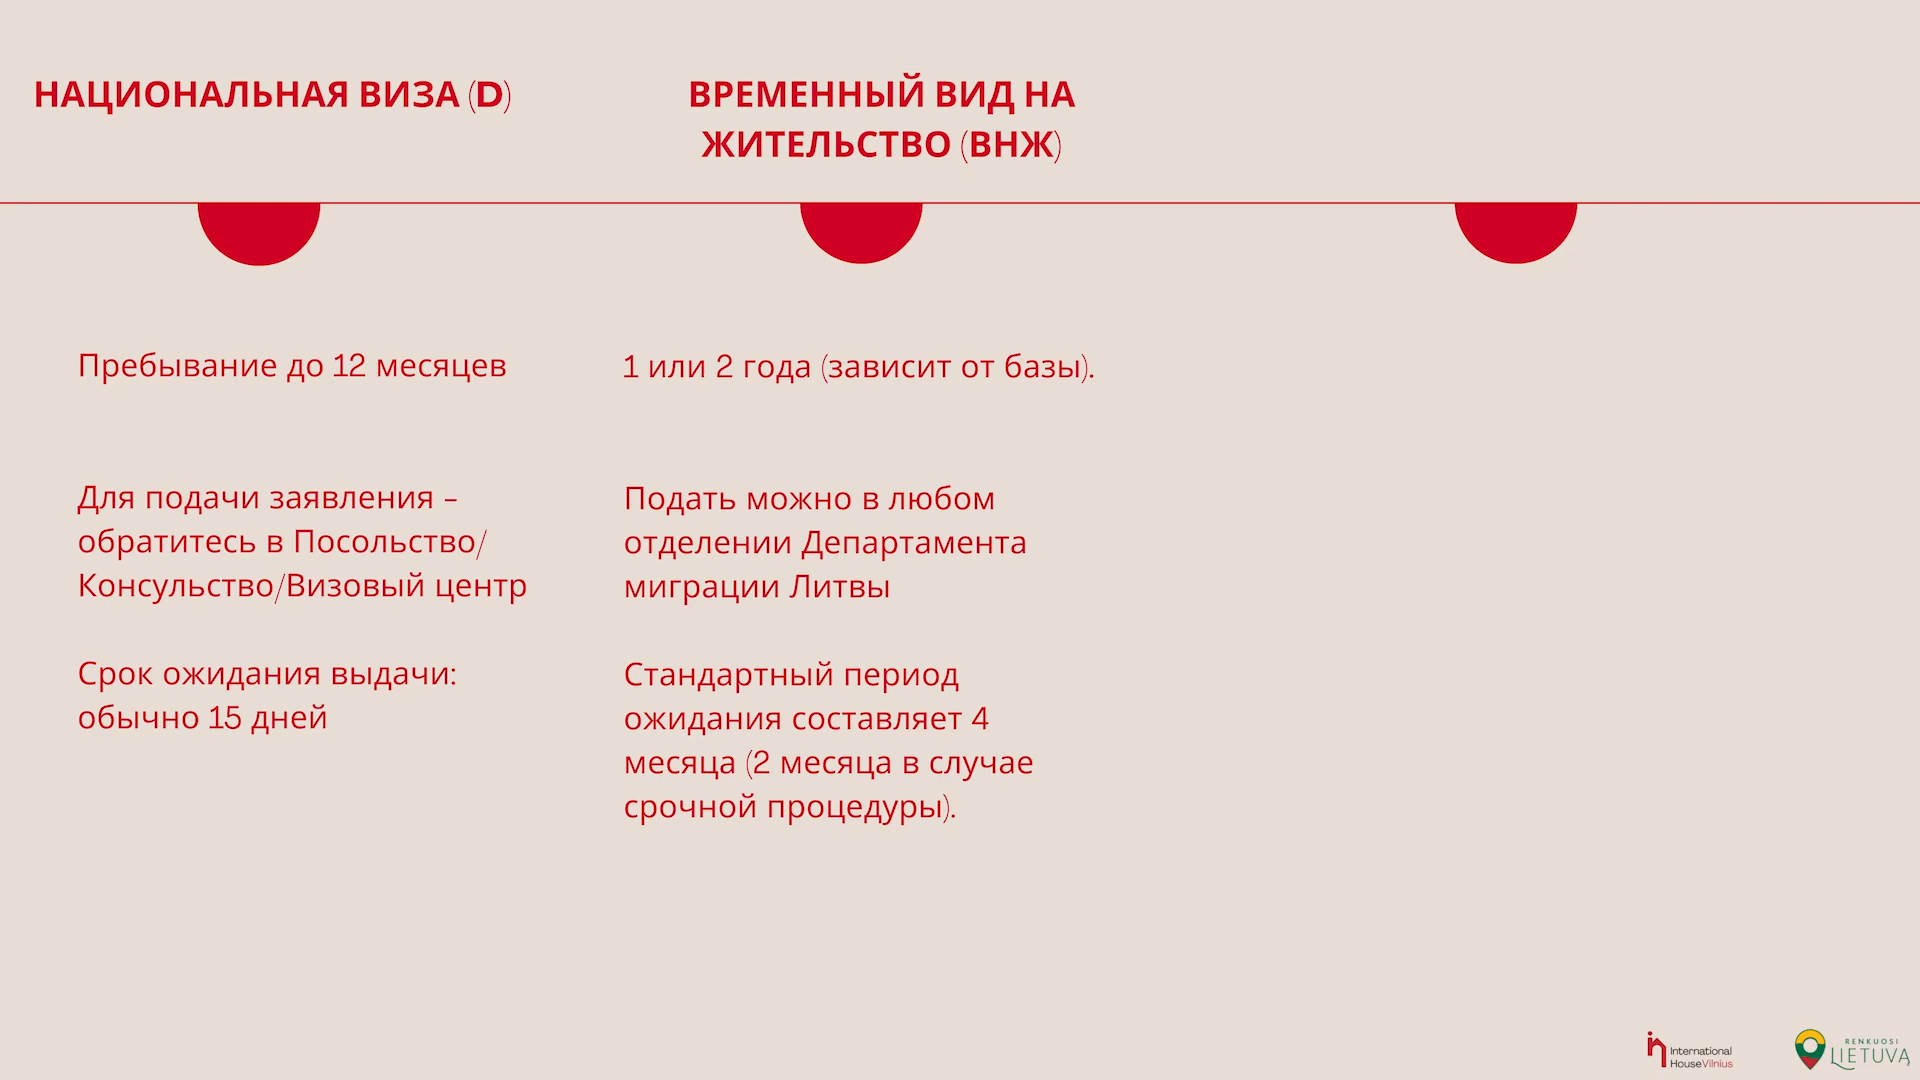 НАЦИОНАЛЬНАЯ ВИЗА (D)
ВРЕМЕННЫЙ ВИД НА
ЖИТЕЛЬСТВО (ВНЖ)
Пребывание до 12 месяцев
Для подачи заявления –
обратитесь в Посольство/
Консульство/Визовый центр
Срок ожидания выдачи:
обычно 15 дней
1 или 2 года (зависит от базы).
Подать можно в любом
отделении Департамента
миграции Литвы
Стандартный период
ожидания составляет 4
месяца (2 месяца в случае
срочной процедуры).
International
HouseVilnius
RENKUOSI
LIETUVĄ